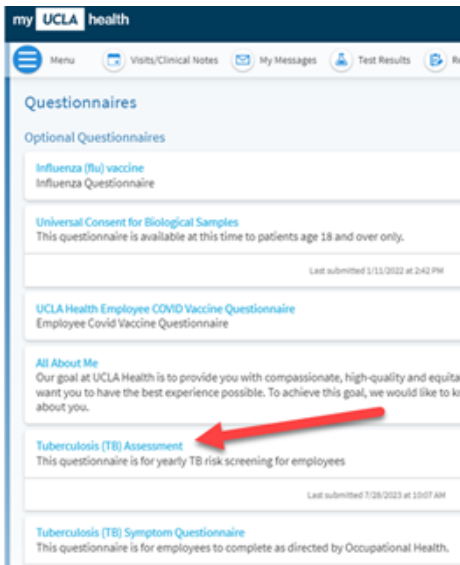 my UCLA health
Menu Visits/Clinical Notes My Messages Test Results
Questionnaires
Optional Questionnaires
Influenza (flu) vaccine
Influenza Questionnaire
Universal Consent for Biological Samples
This questionnaire is available at this time to patients age 18 and over only.
Last submitted 1/11/2022 at 2:42 PM
UCLA Health Employee COVID Vaccine Questionnaire
Employee Covid Vaccine Questionnaire
All About Me
Our goal at UCLA Health is to provide you with compassionate, high-quality and
want you to have the best experience possible. To achieve this goal, we would like to
about you.
Tuberculosis (TB) Assessment
This questionnaire is for yearly TB risk screening for employees
Last submitted 7/28/2023 at 10:07 AM
Tuberculosis (TB) Symptom Questionnaire
This questionnaire is for employees to complete as directed by Occupational Health.